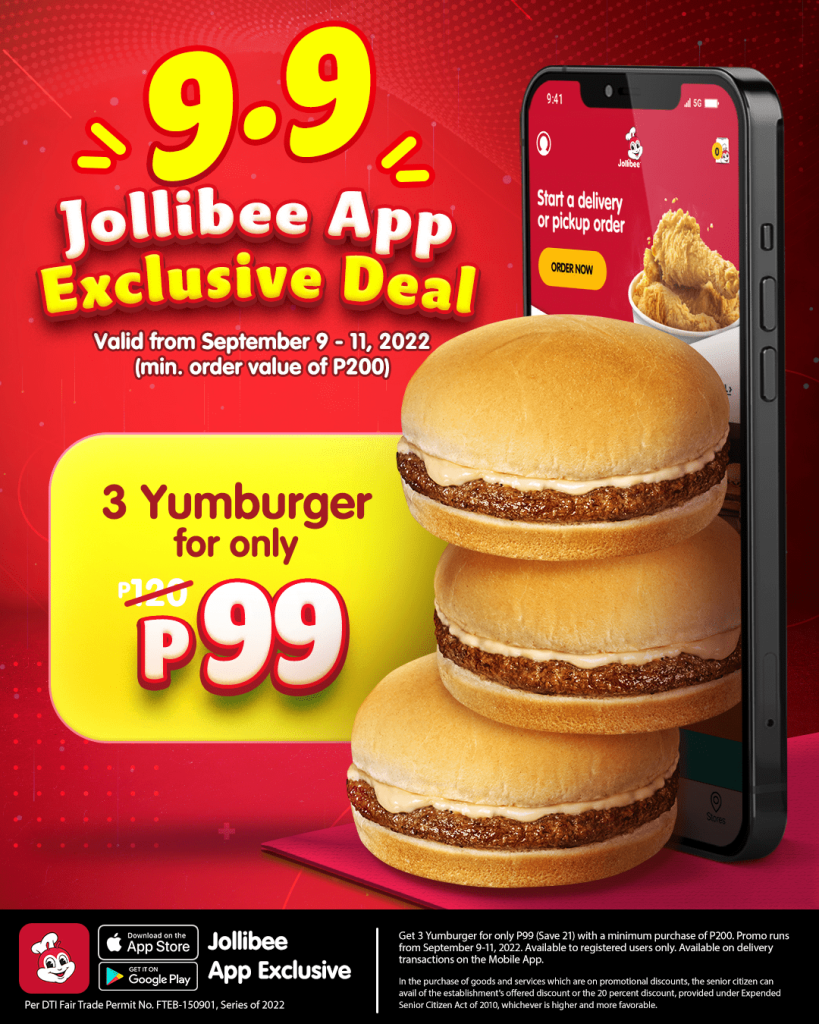 9.9
Jollibee App
Exclusive Deal
Valid from September 9 - 11, 2022
(min. order value of P200)
9:41
5G
0
Jollibee
Start a delivery
or pickup order
ORDER NOW
3 Yumburger
for only
P120
P99
Stores
Download on the
App Store
GET IT ON
Google Play
Jollibee
App Exclusive
Per DTI Fair Trade Permit No. FTEB-150901, Series of 2022
Get 3 Yumburger for only P99 (Save 21) with a minimum purchase of P200. Promo runs
from September 9-11, 2022. Available to registered users only. Available on delivery
transactions on the Mobile App.
In the purchase of goods and services which are on promotional discounts, the senior citizen can
avail of the establishment's offered discount or the 20 percent discount, provided under Expended
Senior Citizen Act of 2010, whichever is higher and more favorable.